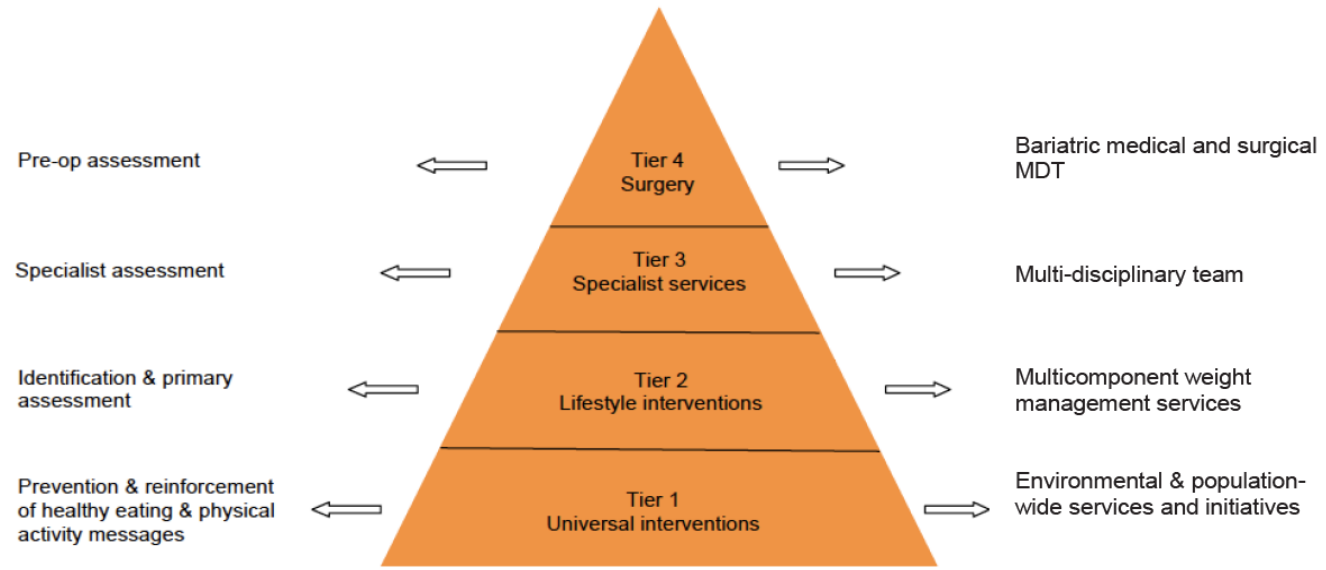 Pre-op assessment
Tier 4
Surgery
Bariatric medical and surgical
MDT
Specialist assessment
Tier 3
Specialist services
Multi-disciplinary team
Identification & primary
assessment
Tier 2
Lifestyle interventions
Multicomponent weight
management services
Prevention & reinforcement
of healthy eating & physical
activity messages
Tier 1
Universal interventions
Environmental & population-
wide services and initiatives